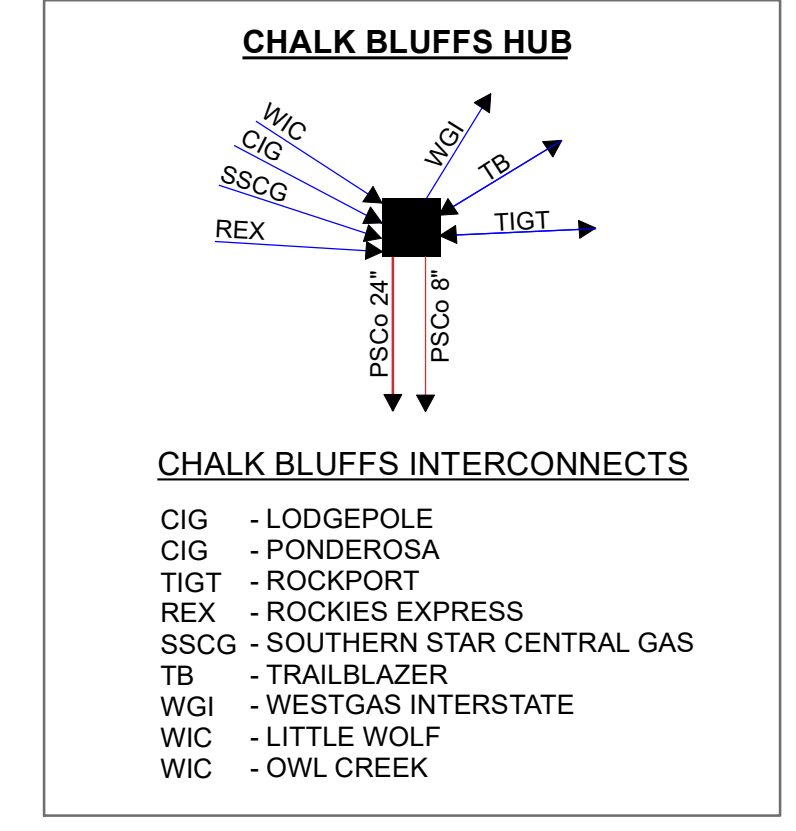 CHALK BLUFFS HUB
WIC
CIG
SSCG
REX
WGI
TB
TIGT
PSCo 24"
PSCo 8"
CHALK BLUFFS INTERCONNECTS
CIG - LODGEPOLE
CIG - PONDEROSA
TIGT - ROCKPORT
REX - ROCKIES EXPRESS
SSCG - SOUTHERN STAR CENTRAL GAS
TB - TRAILBLAZER
WGI - WESTGAS INTERSTATE
WIC - LITTLE WOLF
WIC - OWL CREEK